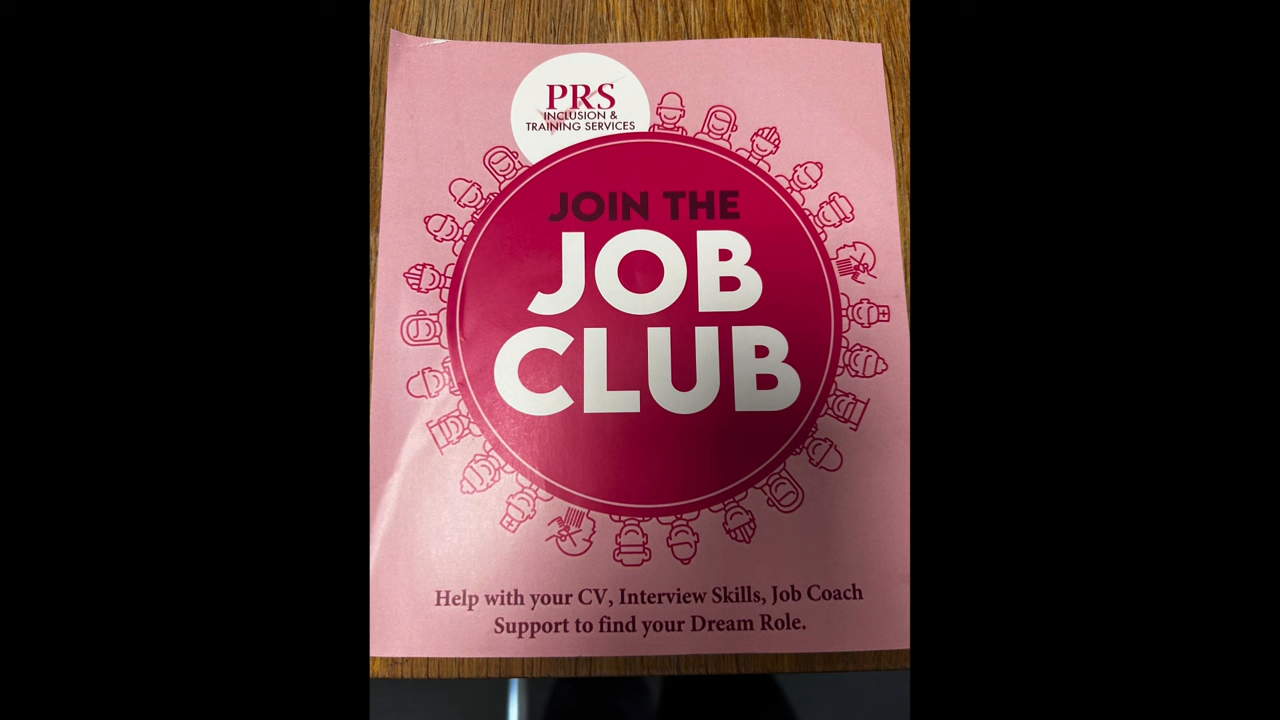 PRS
INCLUSION &
TRAINING SERVICES
JOIN THE
JOB
CLUB
Help with your CV, Interview Skills, Job Coach
Support to find your Dream Role.